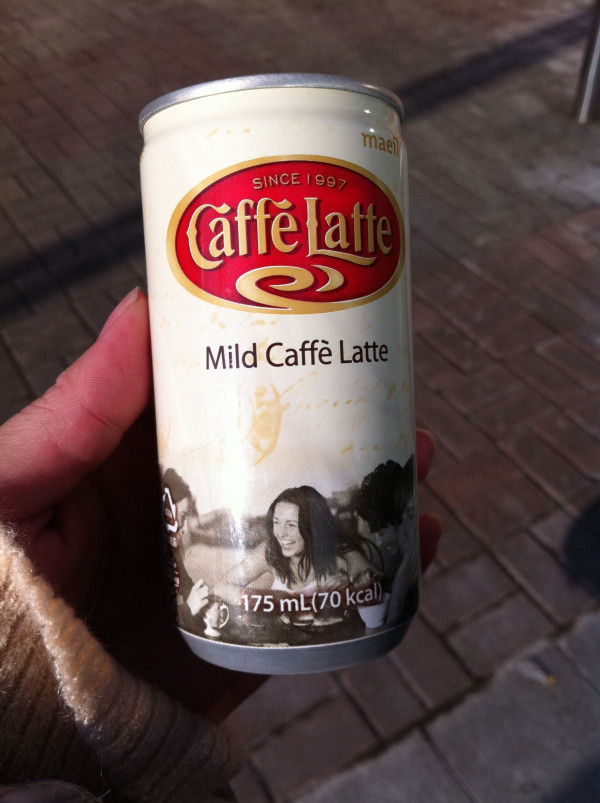 maeil
SINCE 1997
Caffè Latte
Mild Caffè Latte
175 mL(70 kcal)